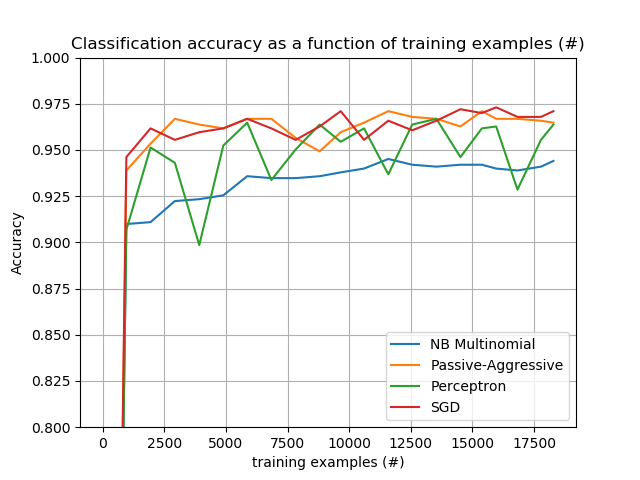 Classification accuracy as a function of training examples (#)
1.000
0.975
0.950
0.925
0.900
0.875
0.850
0.825
0.800
Accuracy
NB Multinomial
Passive-Aggressive
Perceptron
SGD
0 2500 5000 7500 10000 12500 15000 17500
training examples (#)